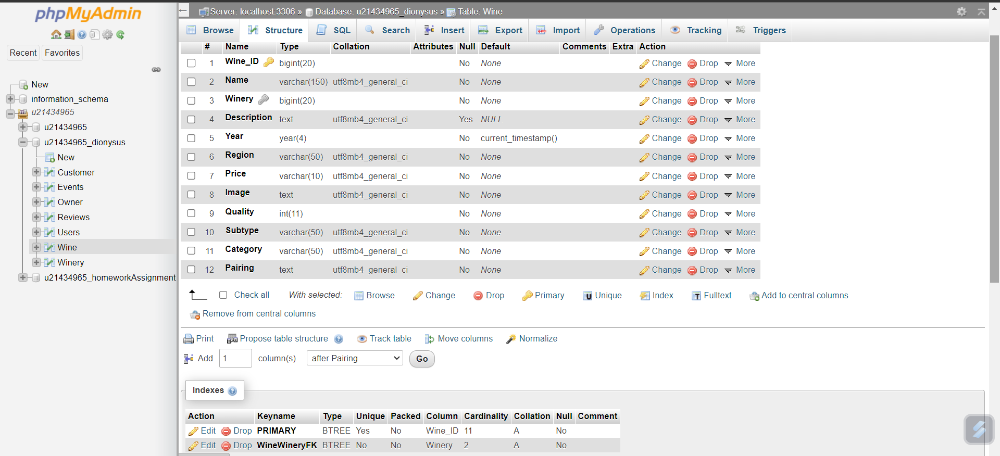 phpMyAdmin
Recent Favorites
New
information_schema
u21434965
u21434965
u21434965_dionysus
New
Customer
Events
Owner
Reviews
Users
Wine
Winery
u21434965_homeworkAssignment
Server: localhost:3306 » Database: u21434965_dionysus » Table: Wine
Browse Structure SQL Search Insert Export Import Operations Tracking Triggers
# Name Type Collation Attributes Null Default Comments Extra Action
1 Wine_ID bigint(20) No None Change Drop More
2 Name varchar(150) utf8mb4_general_ci No None Change Drop More
3 Winery bigint(20) No None Change Drop More
4 Description text utf8mb4_general_ci Yes NULL Change Drop More
5 Year year(4) No current_timestamp() Change Drop More
6 Region varchar(50) utf8mb4_general_ci No None Change Drop More
7 Price varchar(10) utf8mb4_general_ci No None Change Drop More
8 Image text utf8mb4_general_ci No None Change Drop More
9 Quality int(11) No None Change Drop More
10 Subtype varchar(50) utf8mb4_general_ci No None Change Drop More
11 Category varchar(50) utf8mb4_general_ci No None Change Drop More
12 Pairing text utf8mb4_general_ci No None Change Drop More
Check all With selected: Browse Change Drop Primary Unique Index Fulltext Add to central columns
Remove from central columns
Print Propose table structure Track table Move columns Normalize
Add 1 column(s) after Pairing Go
Indexes
Action Keyname Type Unique Packed Column Cardinality Collation Null Comment
Edit Drop PRIMARY BTREE Yes No Wine_ID 11 A No
Edit Drop WineWineryFK BTREE No No Winery 2 A No